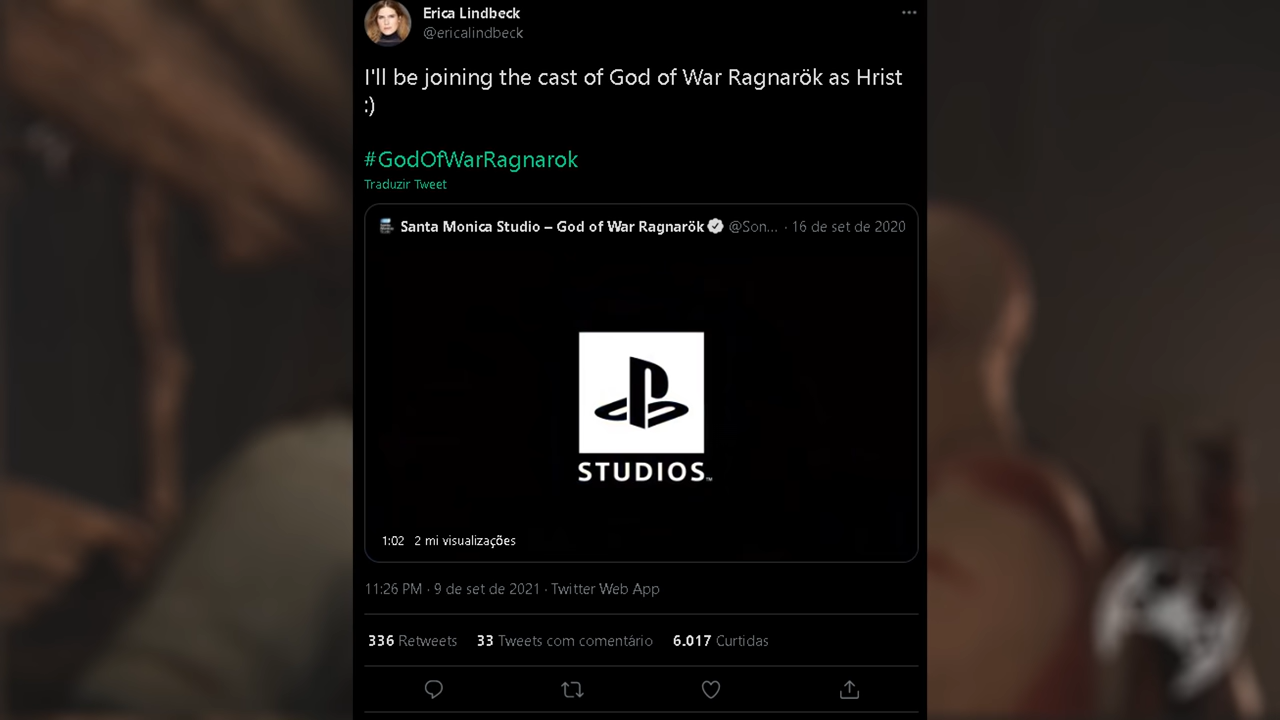 Erica Lindbeck
@ericalindbeck
I'll be joining the cast of God of War Ragnarök as Hrist
:)
#GodOfWarRagnarok
Traduzir Tweet
Santa Monica Studio – God of War Ragnarök @Son... · 16 de set de 2020
STUDIOS™
1:02 2 mi visualizações
11:26 PM · 9 de set de 2021 · Twitter Web App
336 Retweets 33 Tweets com comentário 6.017 Curtidas